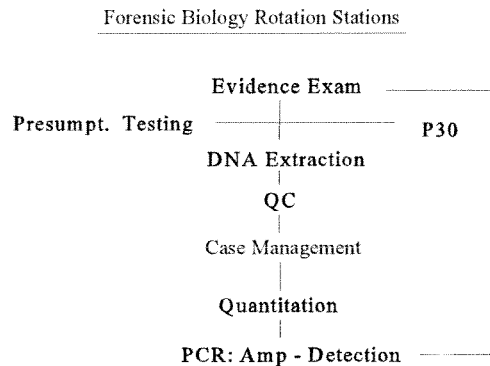 Forensic Biology Rotation Stations
Evidence Exam
Presumpt. Testing
P30
DNA Extraction
QC
Case Management
Quantitation
PCR: Amp - Detection